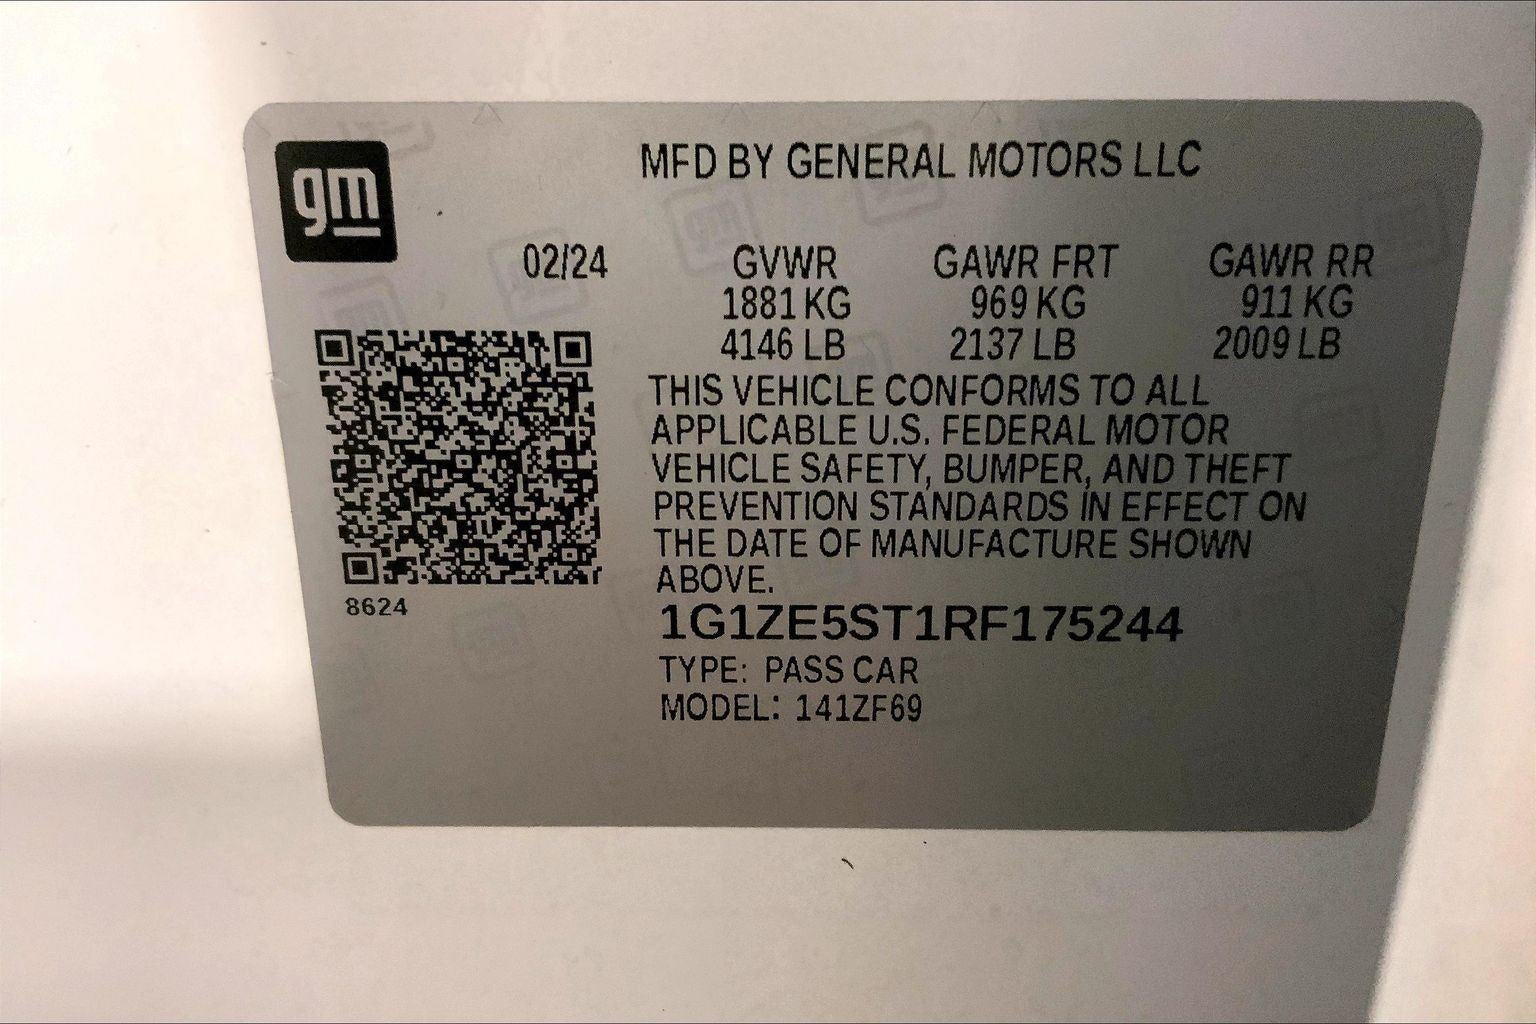 gm
MFD BY GENERAL MOTORS LLC
02/24 GVWR GAWR FRT GAWR RR
1881 KG 969 KG 911 KG
4146 LB 2137 LB 2009 LB
THIS VEHICLE CONFORMS TO ALL
APPLICABLE U.S. FEDERAL MOTOR
VEHICLE SAFETY, BUMPER, AND THEFT
PREVENTION STANDARDS IN EFFECT ON
THE DATE OF MANUFACTURE SHOWN
ABOVE.
8624
1G1ZE5ST1RF175244
TYPE: PASS CAR
MODEL: 141ZF69